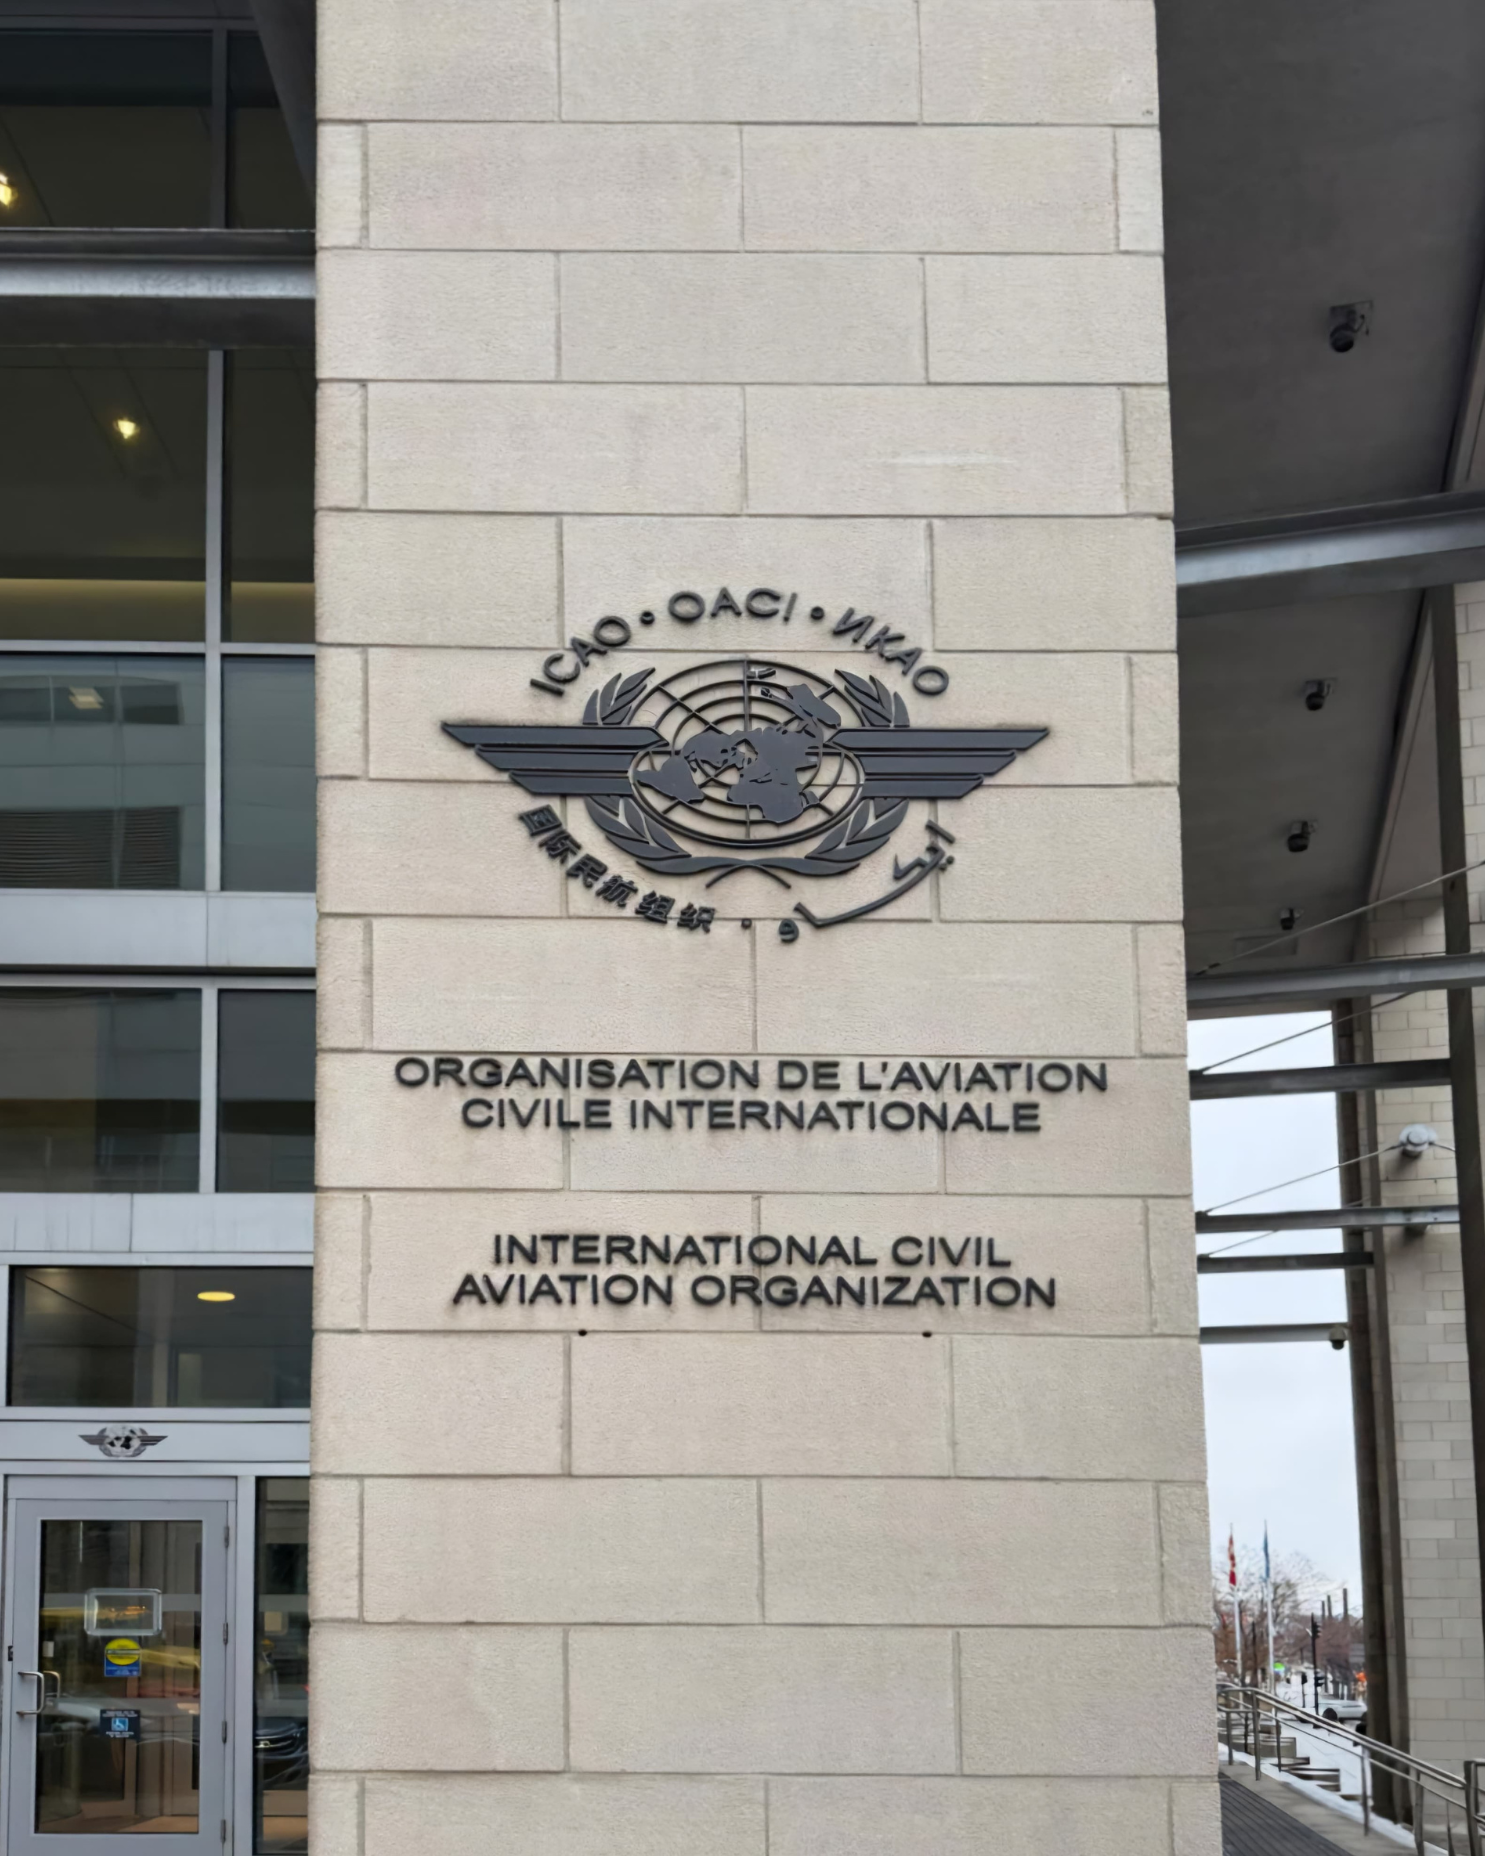 ICAO • OACI • ИКАО
国际民航组织 • ايكاو
ORGANISATION DE L'AVIATION
CIVILE INTERNATIONALE
INTERNATIONAL CIVIL
AVIATION ORGANIZATION